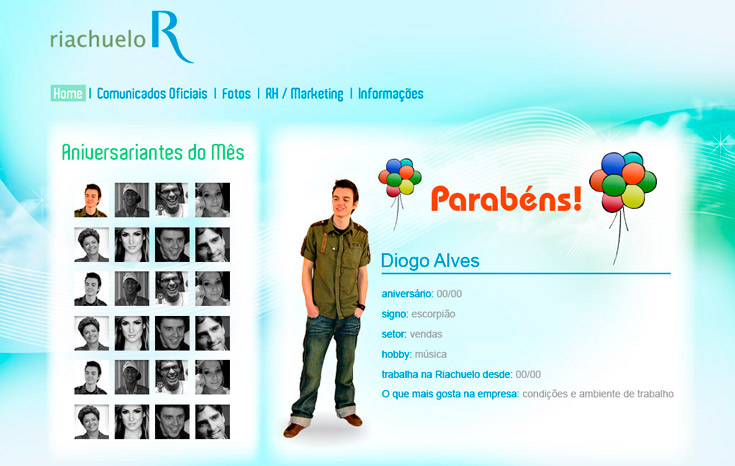 riachuelo R
Home | Comunicados Oficiais | Fotos | RH / Marketing | Informações
Aniversariantes do Mês
Parabéns!
Diogo Alves
aniversário: 00/00
signo: escorpião
setor: vendas
hobby: música
trabalha na Riachuelo desde: 00/00
O que mais gosta na empresa: condições e ambiente de trabalho